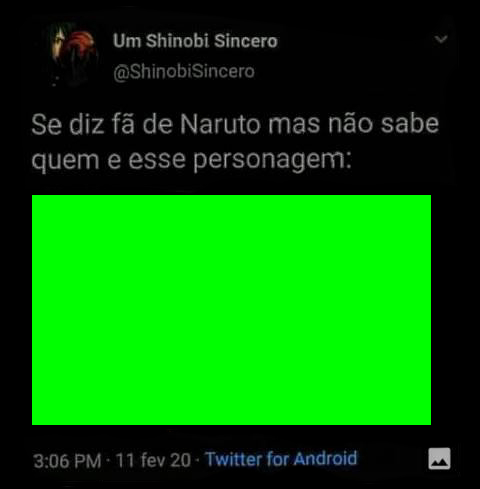 Um Shinobi Sincero
@ShinobiSincero
Se diz fã de Naruto mas não sabe
quem e esse personagem:
3:06 PM · 11 fev 20 · Twitter for Android